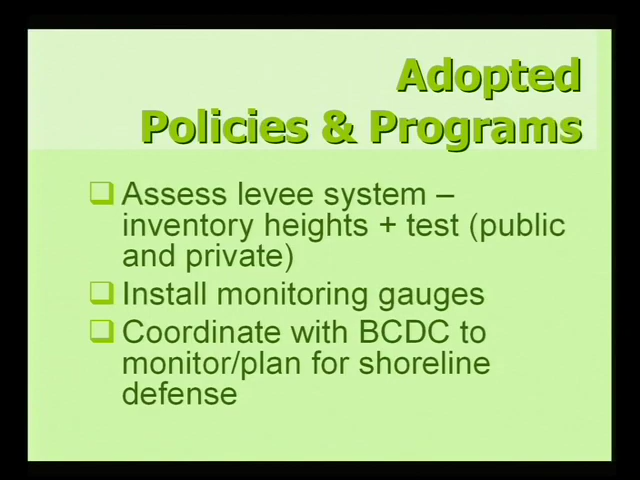 Adopted
Policies & Programs
❑ Assess levee system –
inventory heights + test (public
and private)
❑ Install monitoring gauges
❑ Coordinate with BCDC to
monitor/plan for shoreline
defense